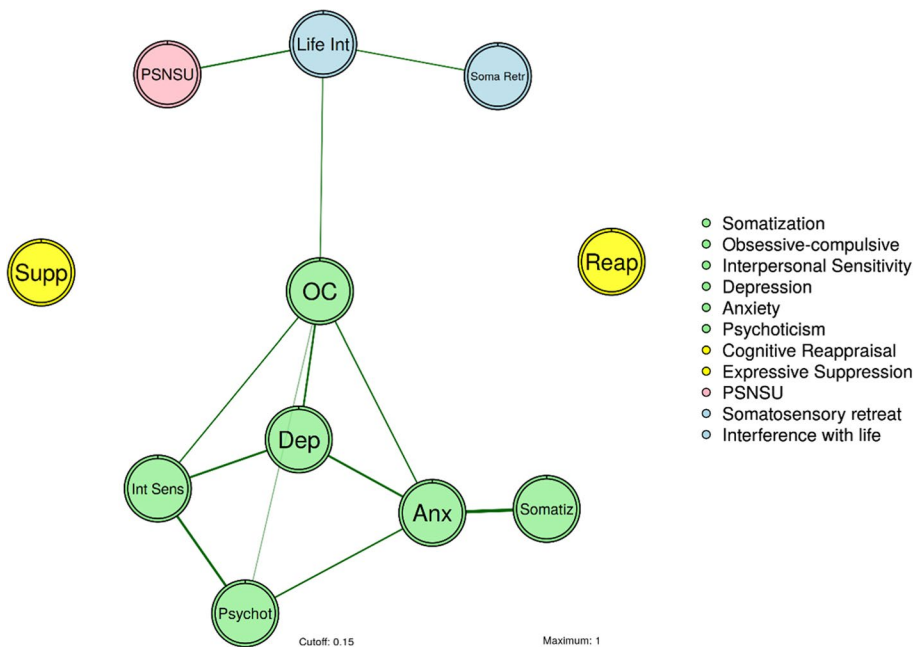 Life Int
PSNSU
Soma Retr
Supp
Reap
OC
Dep
Int Sens
Anx
Somatiz
Psychot
Cutoff: 0.15
Maximum: 1
Somatization
Obsessive-compulsive
Interpersonal Sensitivity
Depression
Anxiety
Psychoticism
Cognitive Reappraisal
Expressive Suppression
PSNSU
Somatosensory retreat
Interference with life